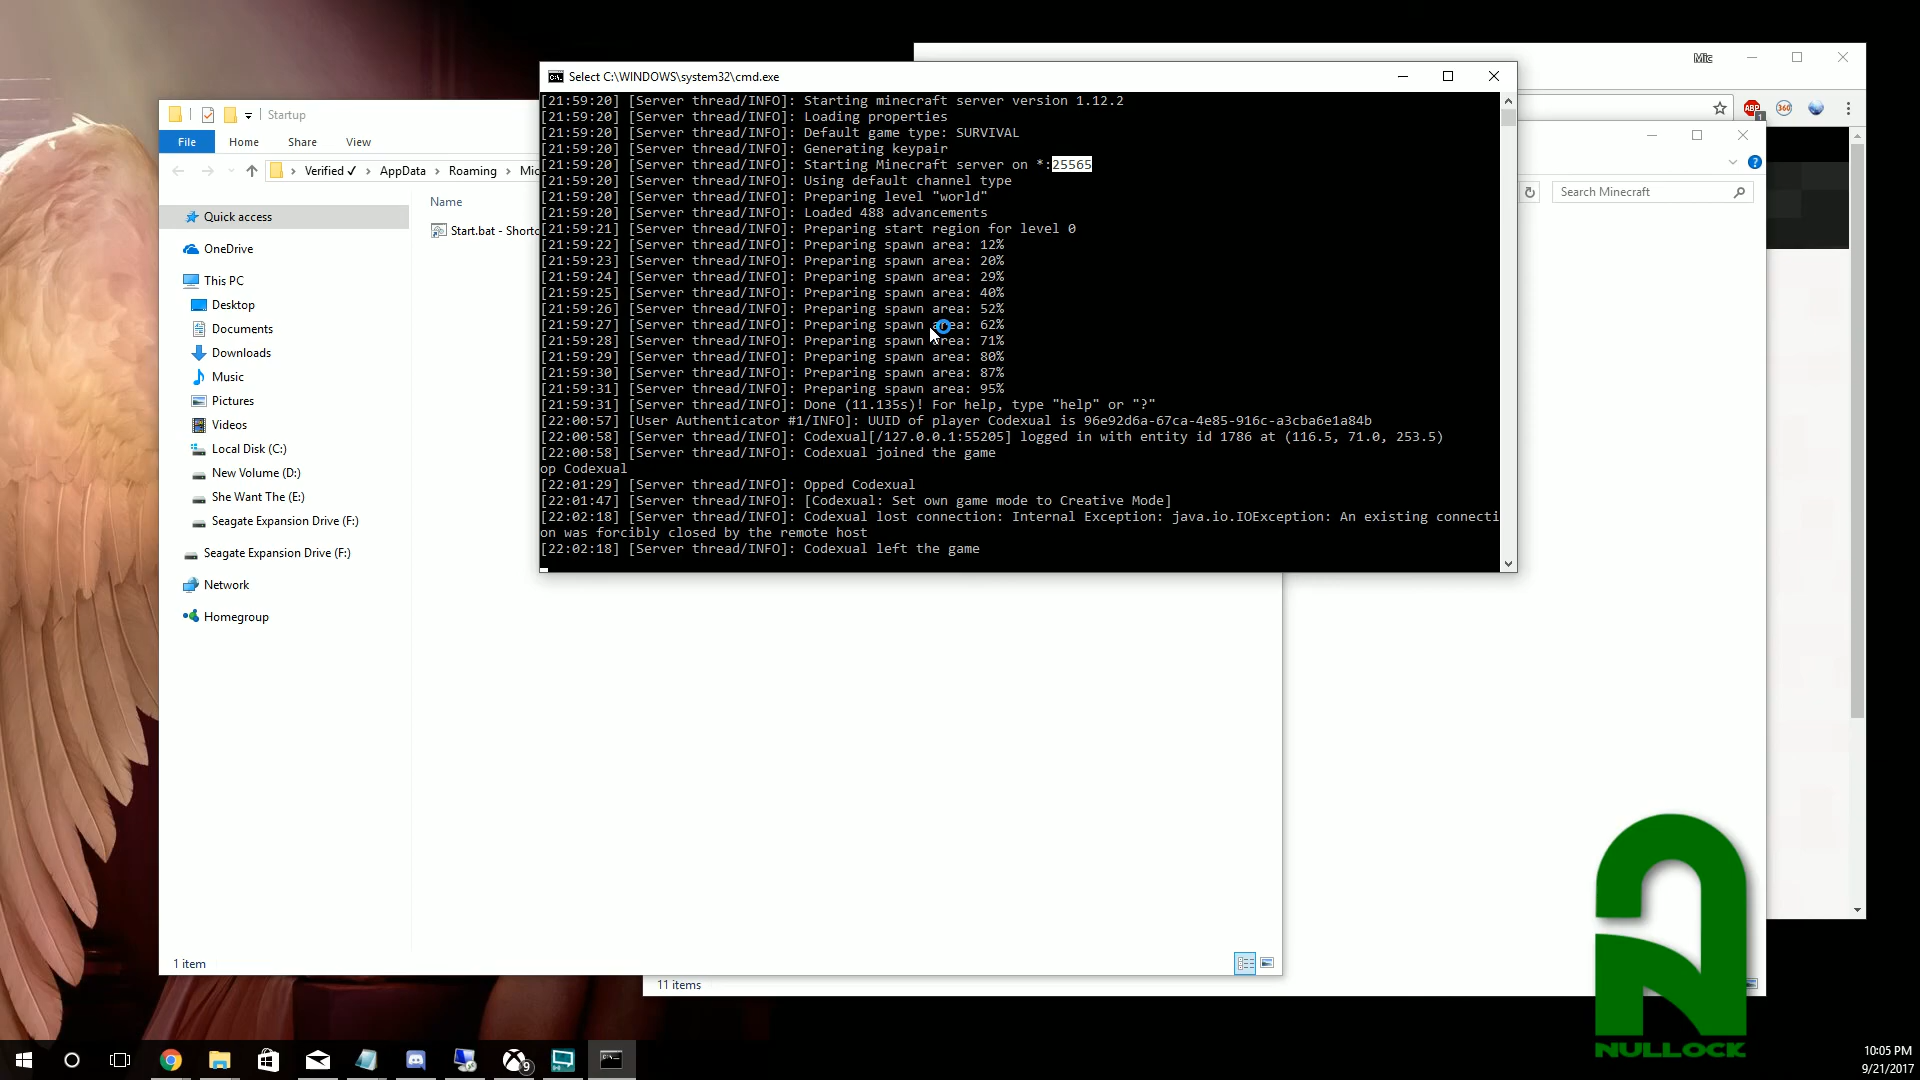 Mic
Select C:\WINDOWS\system32\cmd.exe
Startup
File Home Share View
Verified ✓ > AppData > Roaming > Mic
Search Minecraft
ABP
1
360
Name
Start.bat - Shortc
Quick access
OneDrive
This PC
Desktop
Documents
Downloads
Music
Pictures
Videos
Local Disk (C:)
New Volume (D:)
She Want The (E:)
Seagate Expansion Drive (F:)
Seagate Expansion Drive (F:)
Network
Homegroup
[21:59:20] [Server thread/INFO]: Starting minecraft server version 1.12.2
[21:59:20] [Server thread/INFO]: Loading properties
[21:59:20] [Server thread/INFO]: Default game type: SURVIVAL
[21:59:20] [Server thread/INFO]: Generating keypair
[21:59:20] [Server thread/INFO]: Starting Minecraft server on *:25565
[21:59:20] [Server thread/INFO]: Using default channel type
[21:59:20] [Server thread/INFO]: Preparing level "world"
[21:59:20] [Server thread/INFO]: Loaded 488 advancements
[21:59:21] [Server thread/INFO]: Preparing start region for level 0
[21:59:22] [Server thread/INFO]: Preparing spawn area: 12%
[21:59:23] [Server thread/INFO]: Preparing spawn area: 20%
[21:59:24] [Server thread/INFO]: Preparing spawn area: 29%
[21:59:25] [Server thread/INFO]: Preparing spawn area: 40%
[21:59:26] [Server thread/INFO]: Preparing spawn area: 52%
[21:59:27] [Server thread/INFO]: Preparing spawn area: 62%
[21:59:28] [Server thread/INFO]: Preparing spawn area: 71%
[21:59:29] [Server thread/INFO]: Preparing spawn area: 80%
[21:59:30] [Server thread/INFO]: Preparing spawn area: 87%
[21:59:31] [Server thread/INFO]: Preparing spawn area: 95%
[21:59:31] [Server thread/INFO]: Done (11.135s)! For help, type "help" or "?"
[22:00:57] [User Authenticator #1/INFO]: UUID of player Codexual is 96e92d6a-67ca-4e85-916c-a3cba6e1a84b
[22:00:58] [Server thread/INFO]: Codexual[/127.0.0.1:55205] logged in with entity id 1786 at (116.5, 71.0, 253.5)
[22:00:58] [Server thread/INFO]: Codexual joined the game
op Codexual
[22:01:29] [Server thread/INFO]: Opped Codexual
[22:01:47] [Server thread/INFO]: [Codexual: Set own game mode to Creative Mode]
[22:02:18] [Server thread/INFO]: Codexual lost connection: Internal Exception: java.io.IOException: An existing connecti
on was forcibly closed by the remote host
[22:02:18] [Server thread/INFO]: Codexual left the game
1 item
11 items
NULLOCK
9
10:05 PM
9/21/2017